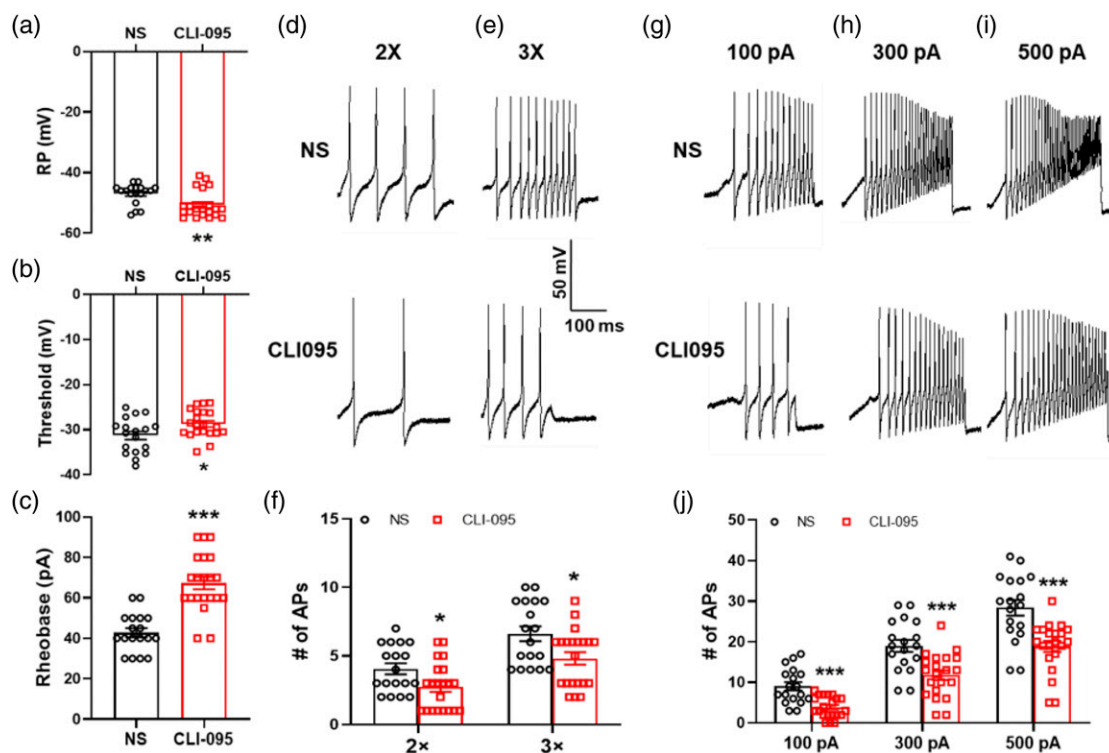 (a)
NS CLI-095
0
-20
-40
-60
RP (mV)
**
(b)
NS CLI-095
0
-10
-20
-30
-40
Threshold (mV)
*
(c)
100
80
60
40
20
0
Rheobase (pA)
***
NS CLI-095
(d) (e)
2X 3X
NS
50 mV
100 ms
CLI095
(f)
NS CLI-095
15
10
5
0
# of APs
* *
2× 3×
(g) (h) (i)
100 pA 300 pA 500 pA
NS
CLI095
(j)
NS CLI-095
50
40
30
20
10
0
# of APs
*** *** ***
100 pA 300 pA 500 pA